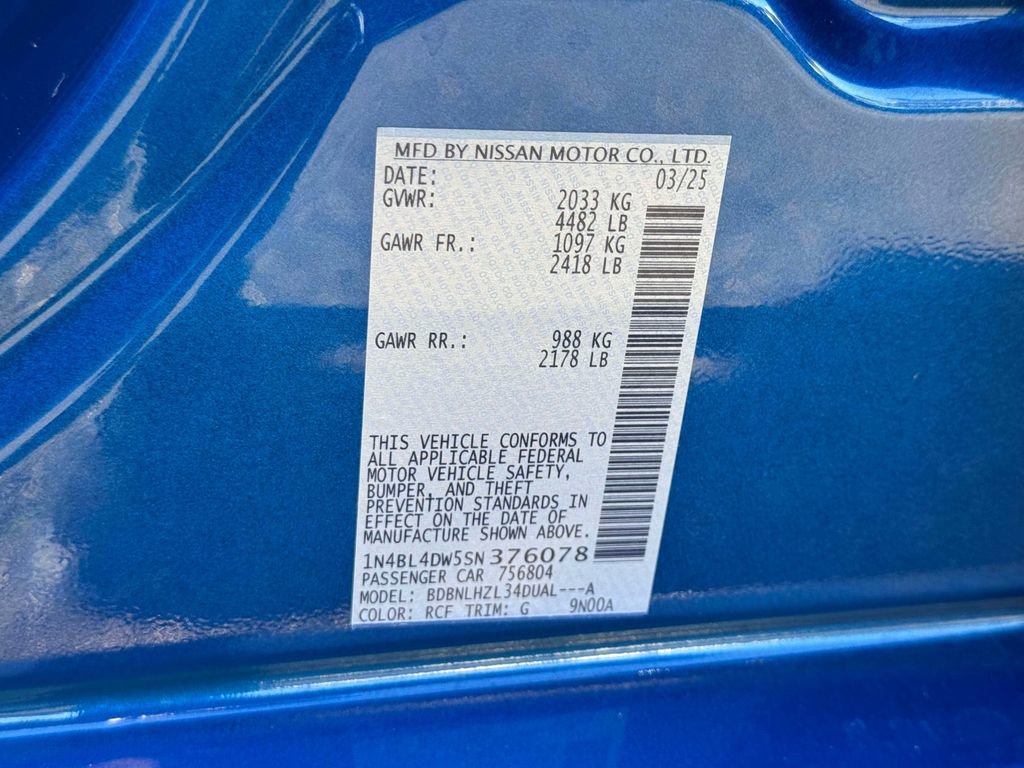 MFD BY NISSAN MOTOR CO., LTD.
DATE: 03/25
GVWR: 2033 KG
4482 LB
GAWR FR.: 1097 KG
2418 LB
GAWR RR.: 988 KG
2178 LB
THIS VEHICLE CONFORMS TO
ALL APPLICABLE FEDERAL
MOTOR VEHICLE SAFETY,
BUMPER, AND THEFT
PREVENTION STANDARDS IN
EFFECT ON THE DATE OF
MANUFACTURE SHOWN ABOVE.
1N4BL4DW5SN376078
PASSENGER CAR 756804
MODEL: BDBNLHZL34DUAL---A
COLOR: RCF TRIM: G 9N00A